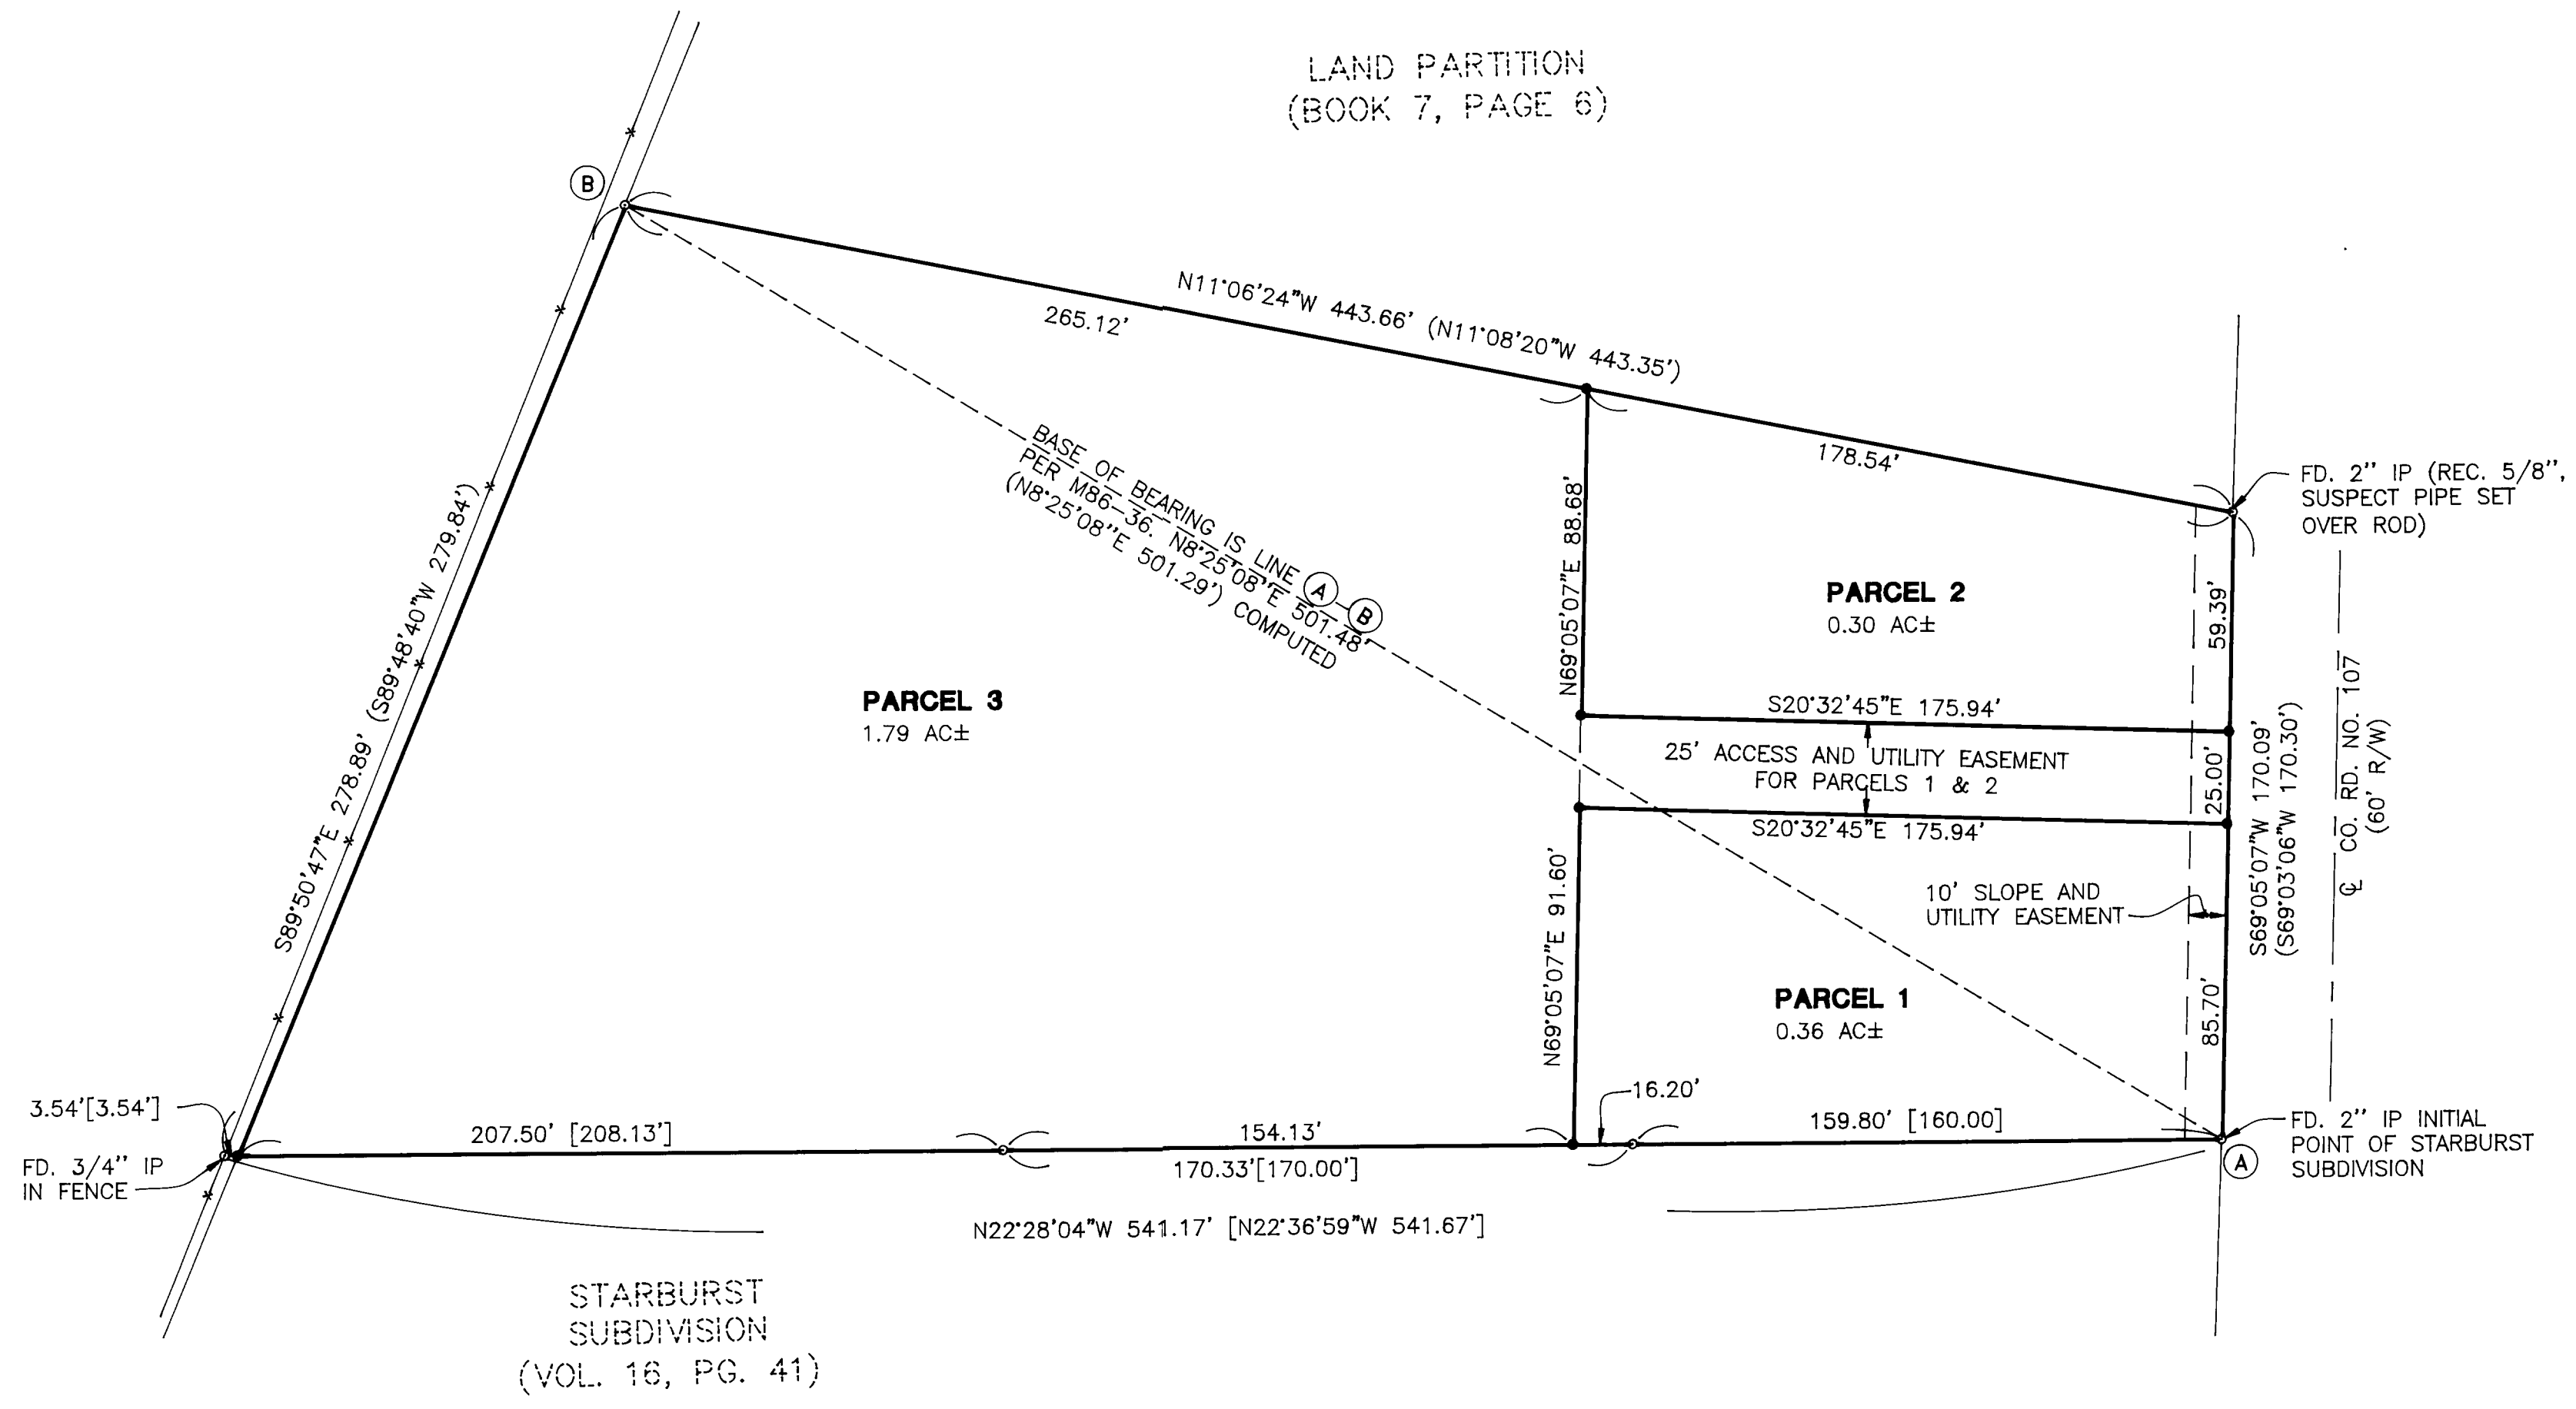 LAND PARTITION
(BOOK 7, PAGE 6)
B
N11°06'24"W 443.66' (N11°08'20"W 443.35')
265.12'
178.54'
FD. 2" IP (REC. 5/8",
SUSPECT PIPE SET
OVER ROD)
BASE OF BEARING IS LINE A-B
PER M86-36. N8°25'08"E 501.48'
(N8°25'08"E 501.29') COMPUTED
S89°50'47"E 278.89' (S89°48'40"W 279.84')
N69°05'07"E 88.68'
PARCEL 2
0.30 AC±
59.39'
PARCEL 3
1.79 AC±
S20°32'45"E 175.94'
25' ACCESS AND UTILITY EASEMENT
FOR PARCELS 1 & 2
25.00'
S20°32'45"E 175.94'
S69°05'07"W 170.09'
(S69°03'06"W 170.30')
℄ CO. RD. NO. 107
(60' R/W)
10' SLOPE AND
UTILITY EASEMENT
N69°05'07"E 91.60'
PARCEL 1
0.36 AC±
85.70'
16.20'
3.54'[3.54']
207.50' [208.13']
154.13'
159.80' [160.00]
FD. 2" IP INITIAL
POINT OF STARBURST
SUBDIVISION
A
FD. 3/4" IP
IN FENCE
170.33'[170.00']
N22°28'04"W 541.17' [N22°36'59"W 541.67']
STARBURST
SUBDIVISION
(VOL. 16, PG. 41)